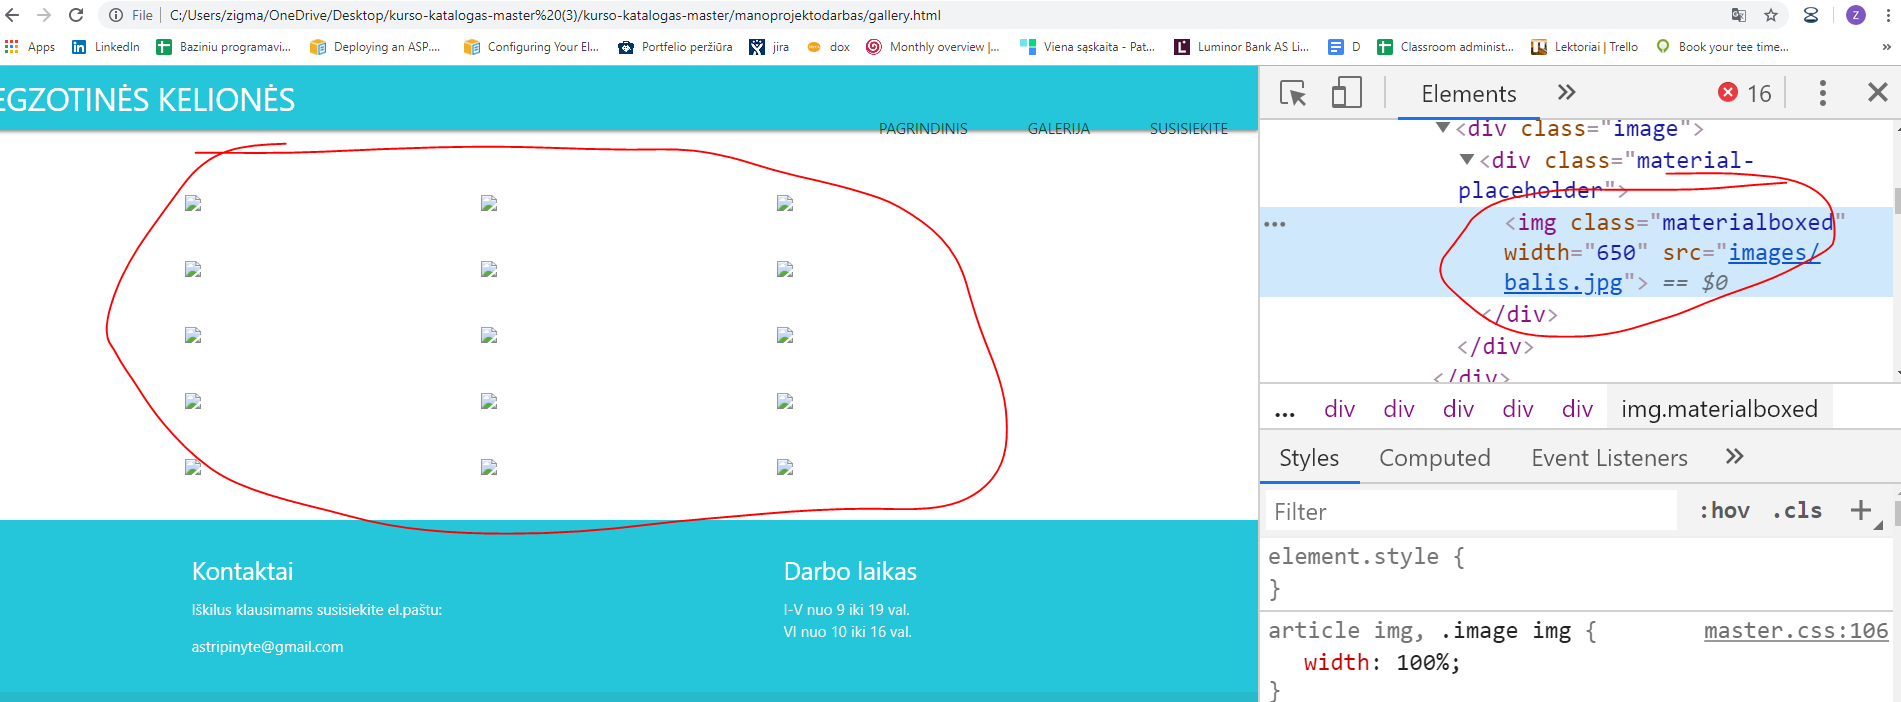 File | C:/Users/zigma/OneDrive/Desktop/kurso-katalogas-master%20(3)/kurso-katalogas-master/manoprojektodarbas/gallery.html
Z
Apps LinkedIn Baziniu programavi... Deploying an ASP.... Configuring Your El... Portfelio peržiūra jira dox Monthly overview |... Viena sąskaita - Pat... Luminor Bank AS Li... D Classroom administ... Lektoriai | Trello Book your tee time... »
EGZOTINĖS KELIONĖS
PAGRINDINIS GALERIJA SUSISIEKITE
Kontaktai
Iškilus klausimams susisiekite el.paštu:
astripinyte@gmail.com
Darbo laikas
I-V nuo 9 iki 19 val.
VI nuo 10 iki 16 val.
Elements » 16
<div class="image">
<div class="material-
placeholder">
<img class="materialboxed"
width="650" src="images/
balis.jpg"> == $0
</div>
</div>
</div>
... div div div div div img.materialboxed
Styles Computed Event Listeners »
Filter :hov .cls +
element.style {
}
article img, .image img { master.css:106
width: 100%;
}